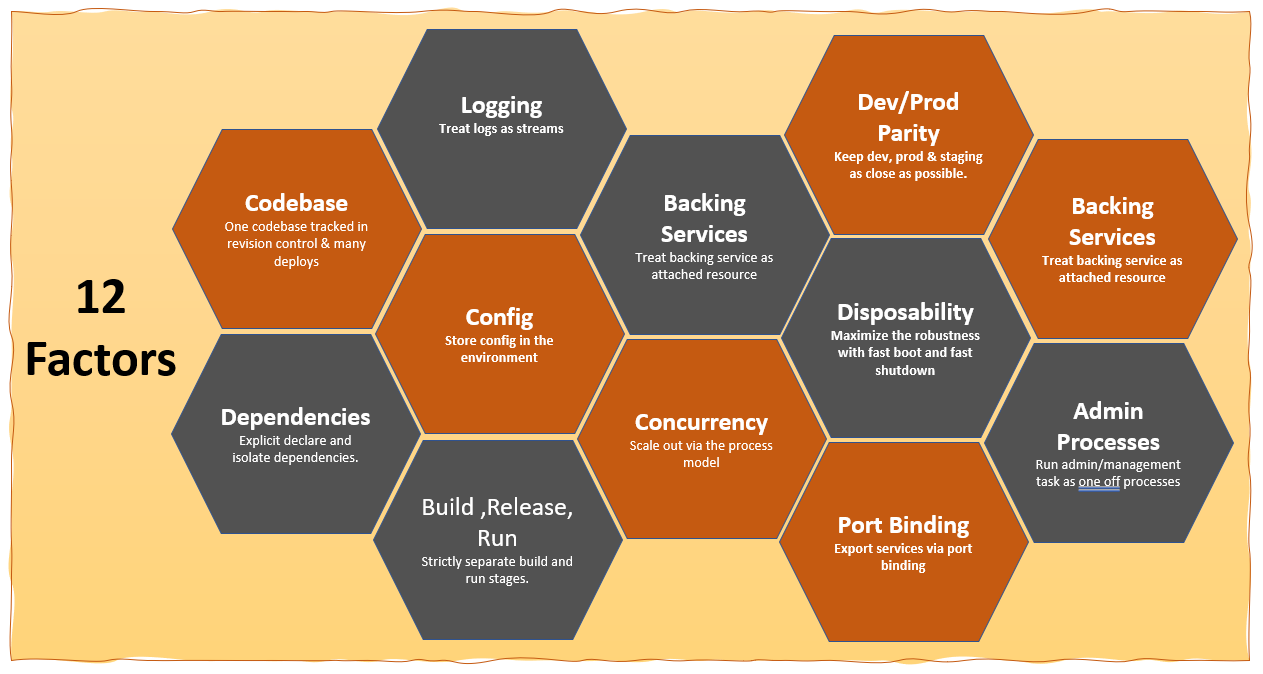 12
Factors
Codebase
One codebase tracked in
revision control & many
deploys
Dependencies
Explicit declare and
isolate dependencies.
Logging
Treat logs as streams
Config
Store config in the
environment
Build ,Release,
Run
Strictly separate build and
run stages.
Backing
Services
Treat backing service as
attached resource
Concurrency
Scale out via the process
model
Dev/Prod
Parity
Keep dev, prod & staging
as close as possible.
Disposability
Maximize the robustness
with fast boot and fast
shutdown
Port Binding
Export services via port
binding
Backing
Services
Treat backing service as
attached resource
Admin
Processes
Run admin/management
task as one off processes